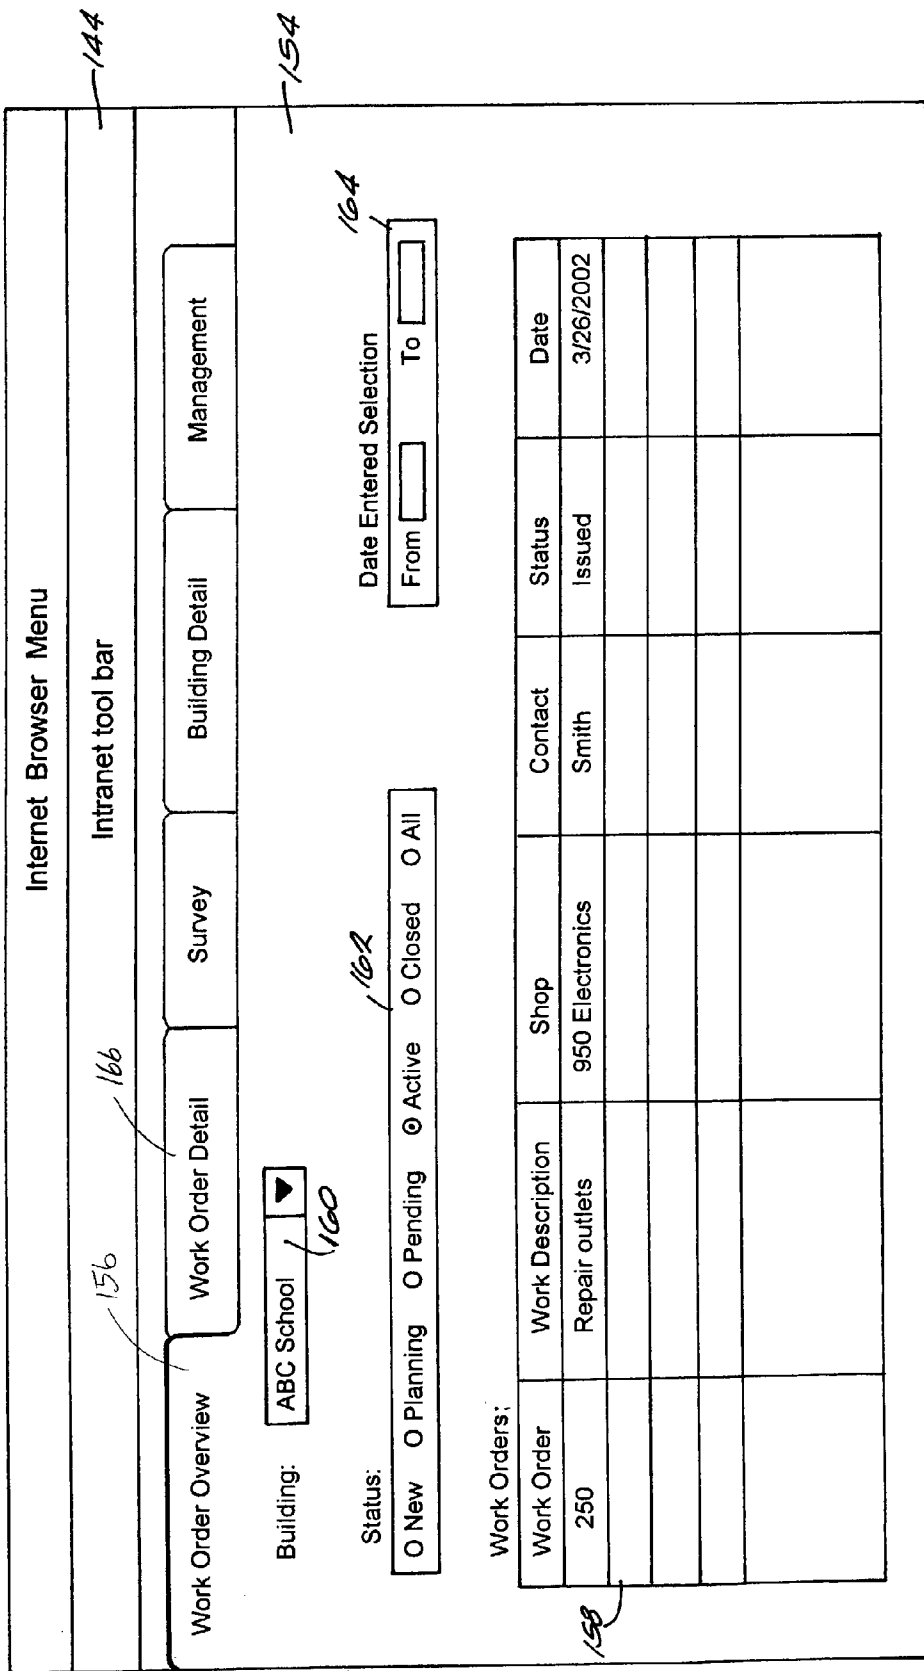 Internet Browser Menu
Intranet tool bar
144
156
166
Work Order Overview Work Order Detail Survey Building Detail Management
154
Building: ABC School
160
162
164
Status: Date Entered Selection
O New O Planning O Pending ⊙ Active O Closed O All From To
Work Orders:
Work Order Work Description Shop Contact Status Date
250 Repair outlets 950 Electronics Smith Issued 3/26/2002
158